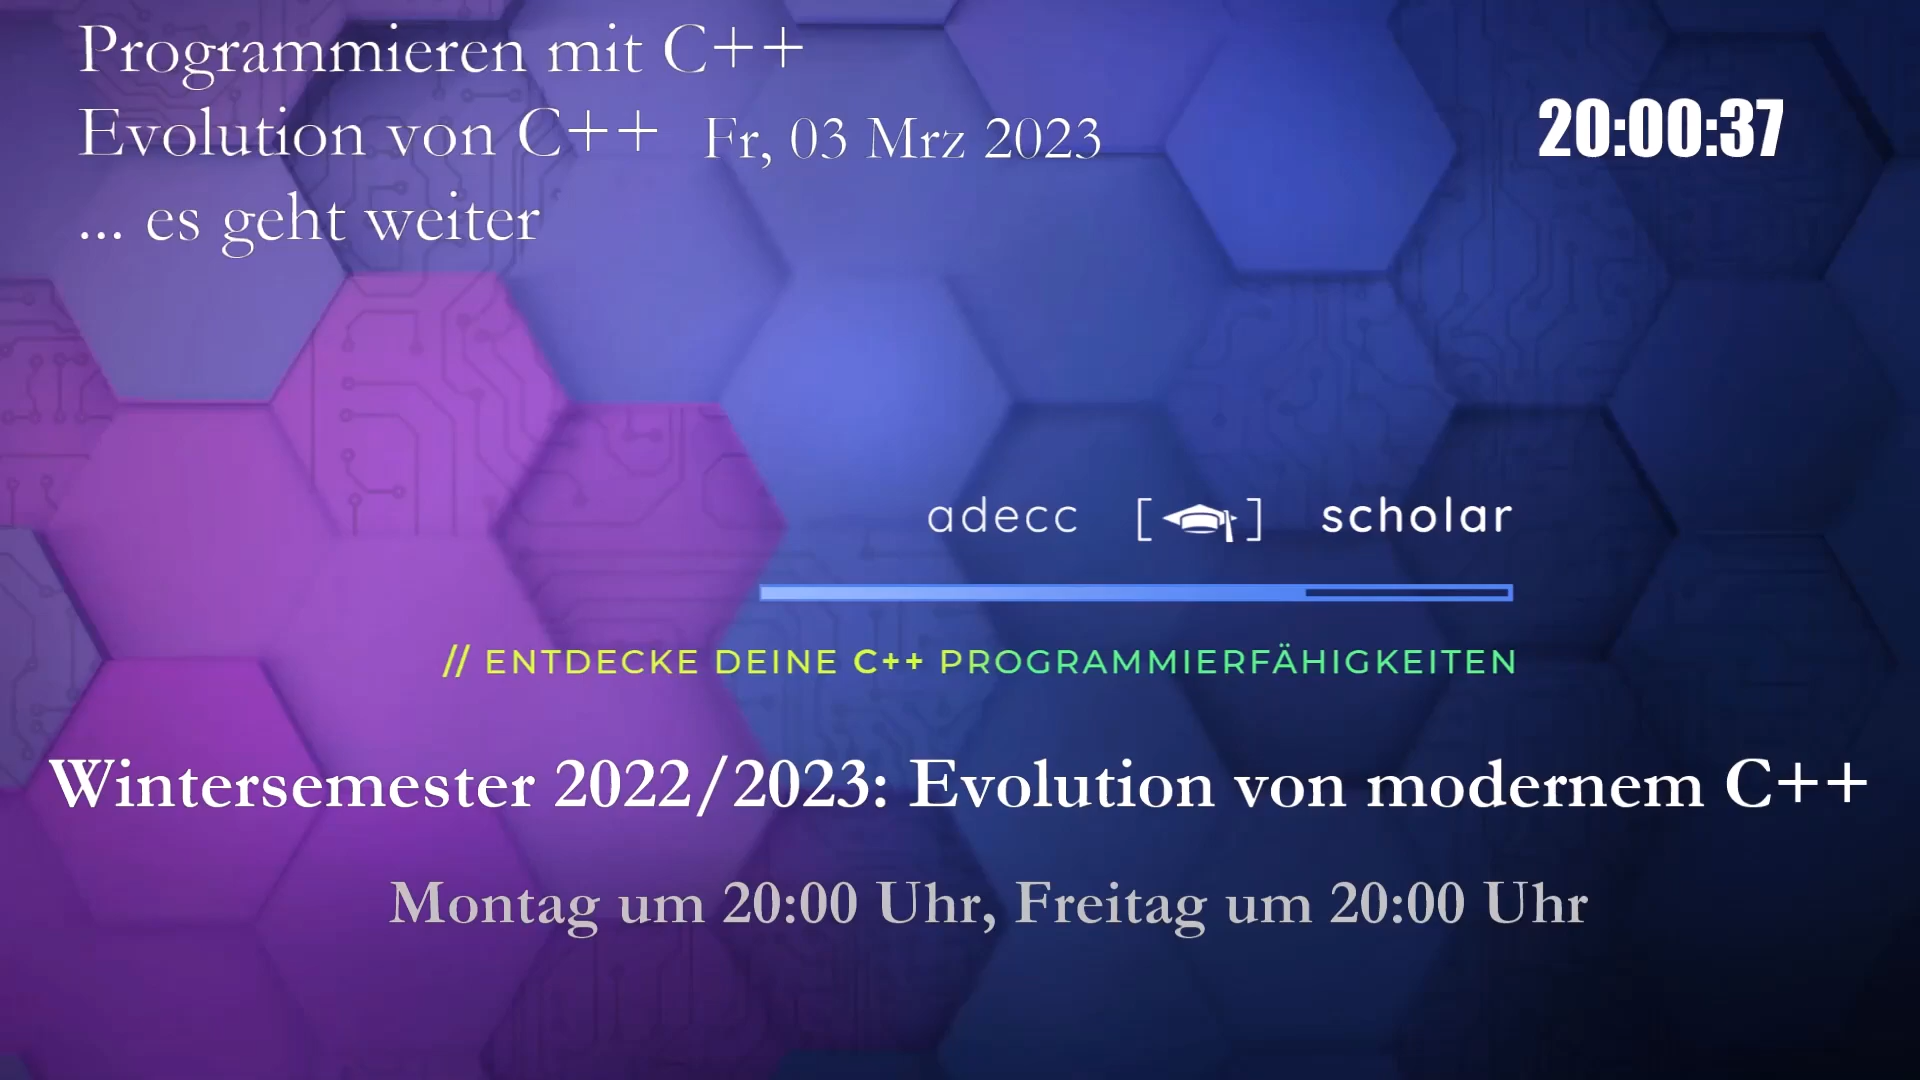 Programmieren mit C++
Evolution von C++ Fr, 03 Mrz 2023
20:00:37
... es geht weiter
adecc [ ] scholar
// ENTDECKE DEINE C++ PROGRAMMIERFÄHIGKEITEN
Wintersemester 2022/2023: Evolution von modernem C++
Montag um 20:00 Uhr, Freitag um 20:00 Uhr